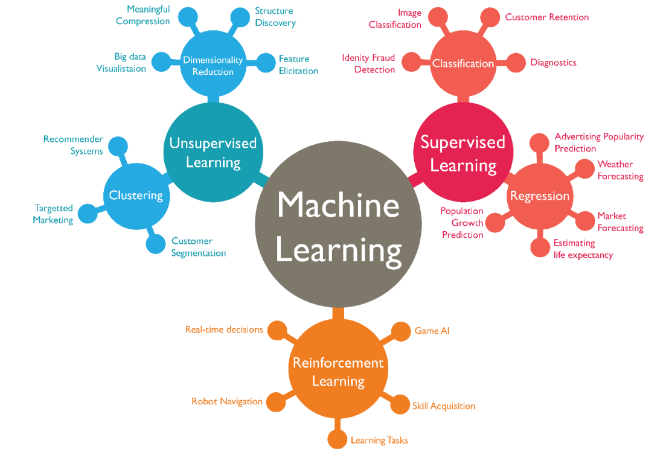 Meaningful
Compression
Structure
Discovery
Big data
Visualistaion
Dimensionality
Reduction
Feature
Elicitation
Unsupervised
Learning
Recommender
Systems
Clustering
Targetted
Marketing
Customer
Segmentation
Image
Classification
Customer Retention
Idenity Fraud
Detection
Classification
Diagnostics
Supervised
Learning
Advertising Popularity
Prediction
Weather
Forecasting
Regression
Population
Growth
Prediction
Market
Forecasting
Estimating
life expectancy
Machine
Learning
Real-time decisions
Game AI
Reinforcement
Learning
Robot Navigation
Skill Acquisition
Learning Tasks